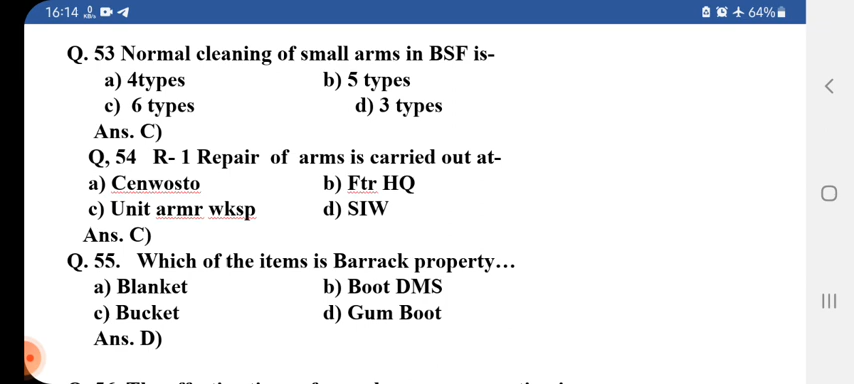 16:14 0 KB/s 64%
Q. 53 Normal cleaning of small arms in BSF is-
a) 4types b) 5 types
c) 6 types d) 3 types
Ans. C)
Q, 54 R- 1 Repair of arms is carried out at-
a) Cenwosto b) Ftr HQ
c) Unit armr wksp d) SIW
Ans. C)
Q. 55. Which of the items is Barrack property…
a) Blanket b) Boot DMS
c) Bucket d) Gum Boot
Ans. D)